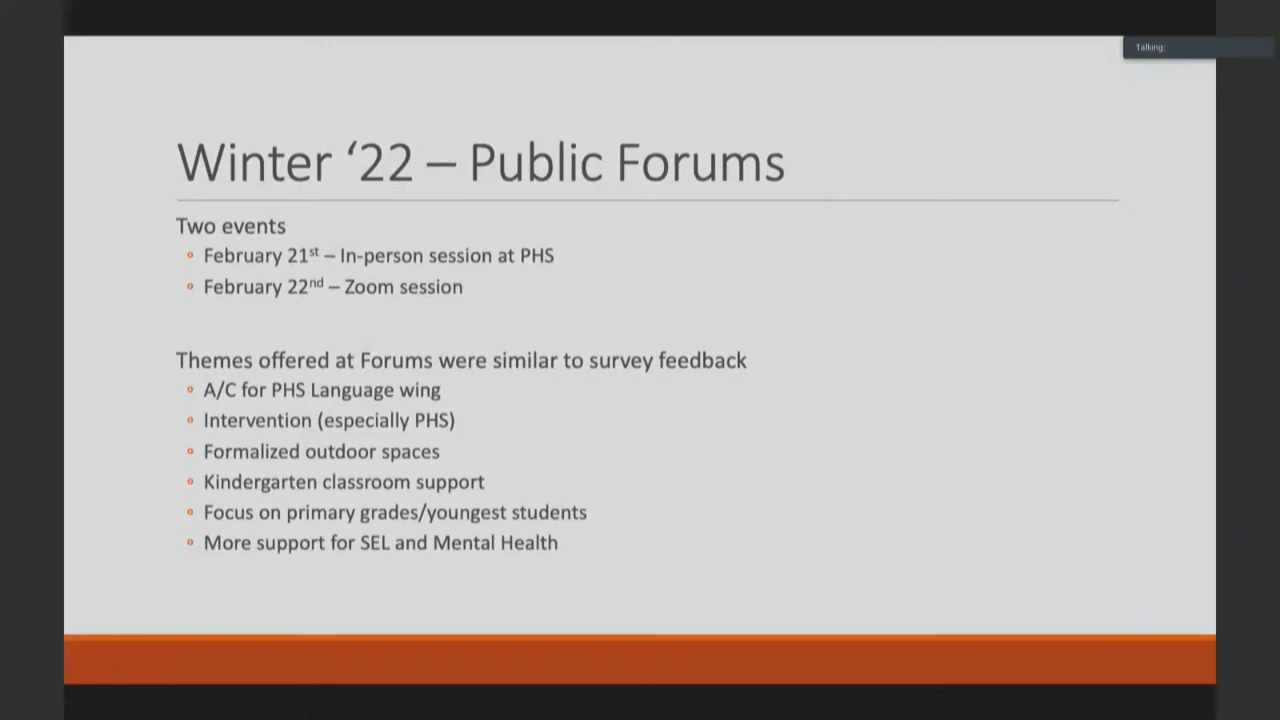 Talking:
Winter ‘22 – Public Forums
Two events
February 21st – In-person session at PHS
February 22nd – Zoom session
Themes offered at Forums were similar to survey feedback
A/C for PHS Language wing
Intervention (especially PHS)
Formalized outdoor spaces
Kindergarten classroom support
Focus on primary grades/youngest students
More support for SEL and Mental Health